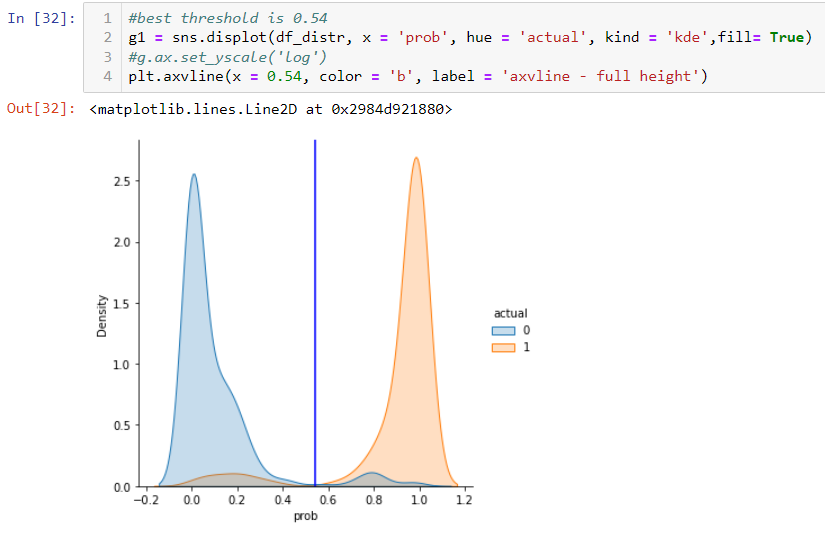 In [32]:
1 #best threshold is 0.54
2 g1 = sns.displot(df_distr, x = 'prob', hue = 'actual', kind = 'kde',fill= True)
3 #g.ax.set_yscale('log')
4 plt.axvline(x = 0.54, color = 'b', label = 'axvline - full height')
Out[32]: <matplotlib.lines.Line2D at 0x2984d921880>
2.5
2.0
1.5
1.0
0.5
0.0
Density
actual
0
1
−0.2 0.0 0.2 0.4 0.6 0.8 1.0 1.2
prob